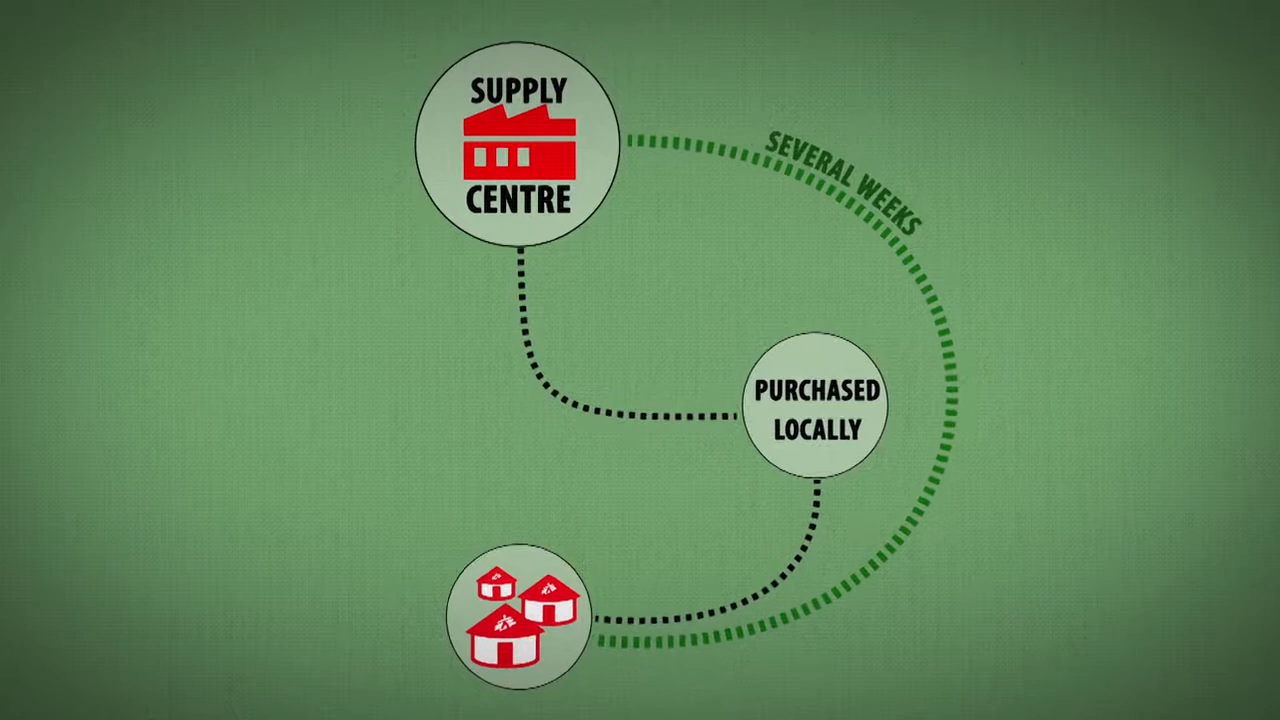 SUPPLY
CENTRE
SEVERAL WEEKS
PURCHASED
LOCALLY